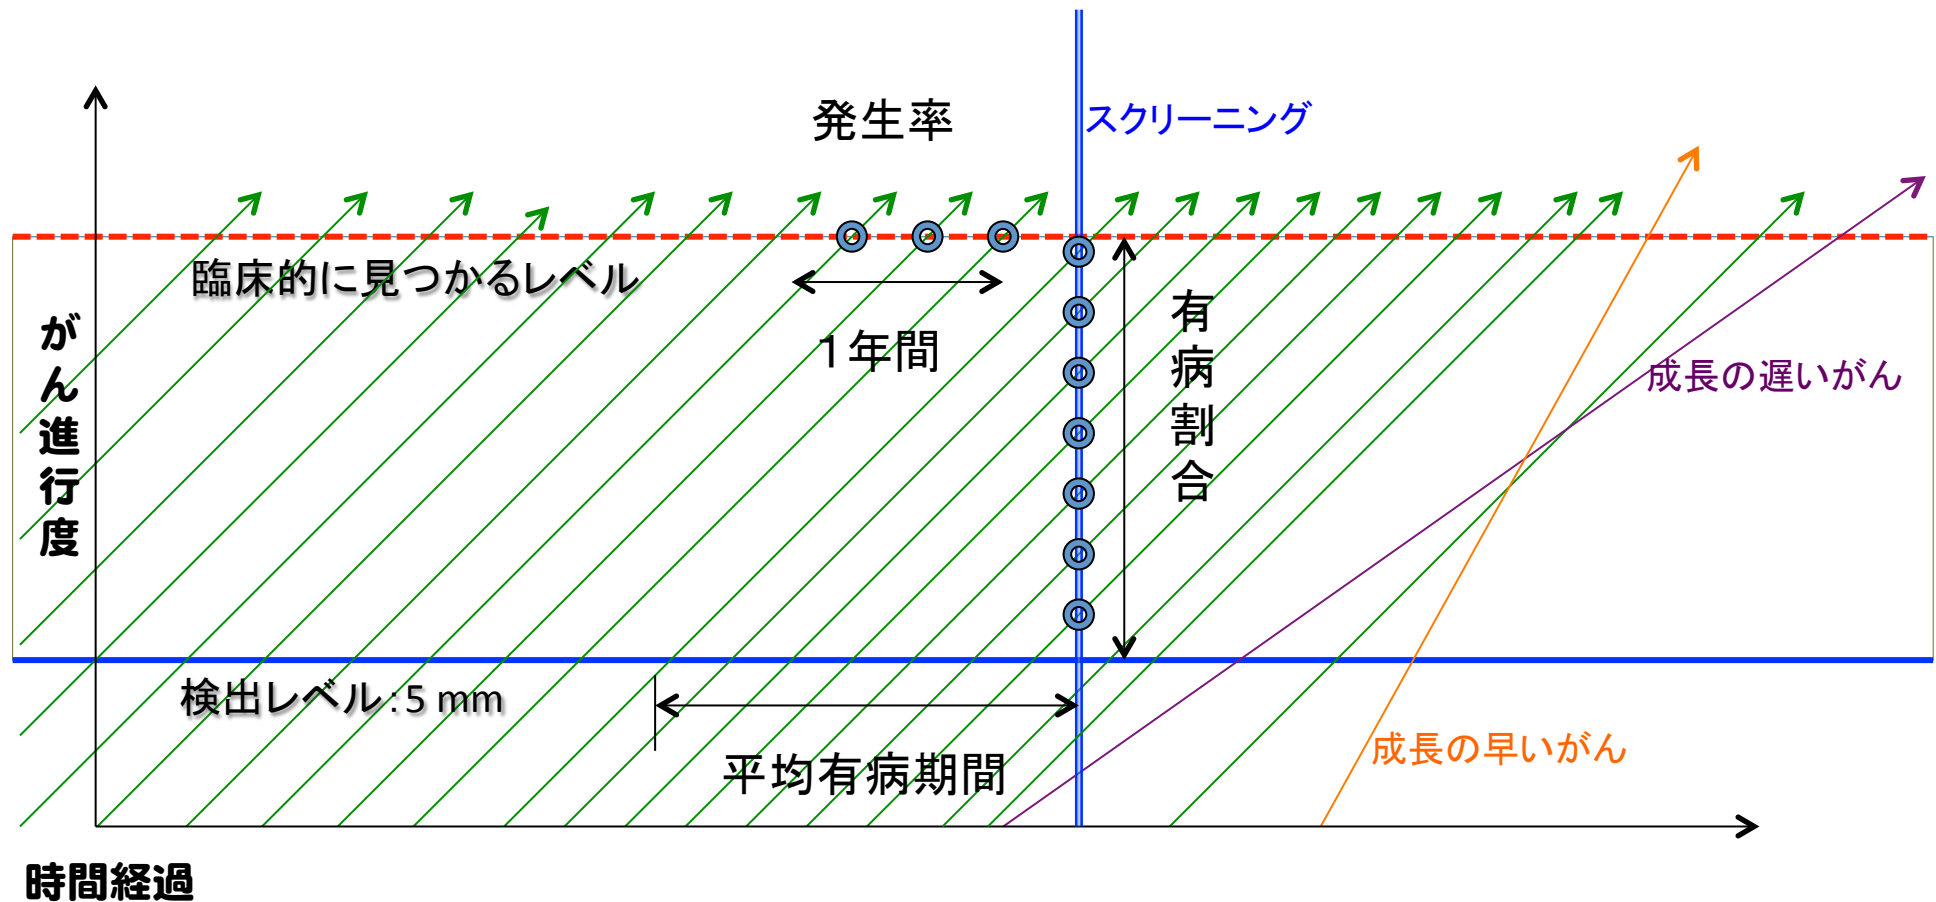 発生率
スクリーニング
臨床的に見つかるレベル
がん進行度
1年間
有病割合
成長の遅いがん
検出レベル:5 mm
平均有病期間
成長の早いがん
時間経過